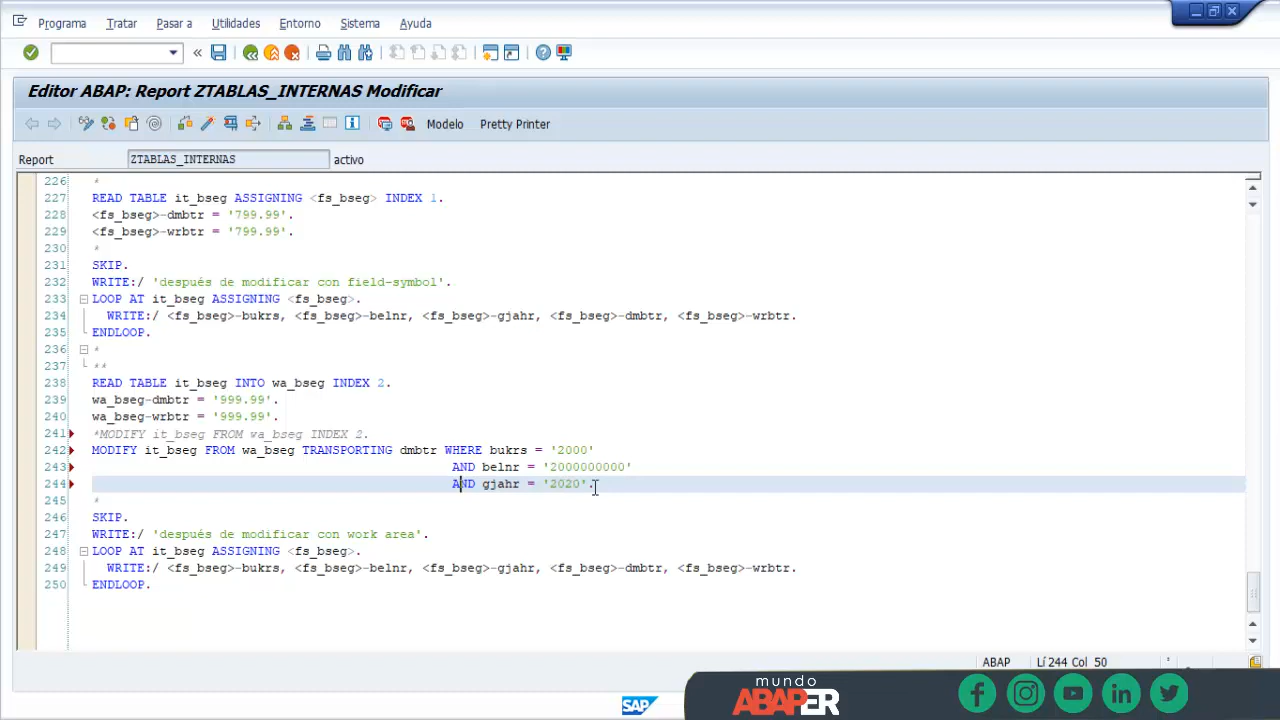 Programa Tratar Pasar a Utilidades Entorno Sistema Ayuda
Editor ABAP: Report ZTABLAS_INTERNAS Modificar
Modelo Pretty Printer
Report ZTABLAS_INTERNAS activo
226 *
227 READ TABLE it_bseg ASSIGNING <fs_bseg> INDEX 1.
228 <fs_bseg>-dmbtr = '799.99'.
229 <fs_bseg>-wrbtr = '799.99'.
230 *
231 SKIP.
232 WRITE:/ 'después de modificar con field-symbol'.
233 LOOP AT it_bseg ASSIGNING <fs_bseg>.
234 WRITE:/ <fs_bseg>-bukrs, <fs_bseg>-belnr, <fs_bseg>-gjahr, <fs_bseg>-dmbtr, <fs_bseg>-wrbtr.
235 ENDLOOP.
236 *
237 **
238 READ TABLE it_bseg INTO wa_bseg INDEX 2.
239 wa_bseg-dmbtr = '999.99'.
240 wa_bseg-wrbtr = '999.99'.
241 *MODIFY it_bseg FROM wa_bseg INDEX 2.
242 MODIFY it_bseg FROM wa_bseg TRANSPORTING dmbtr WHERE bukrs = '2000'
243 AND belnr = '2000000000'
244 AND gjahr = '2020'.
245 *
246 SKIP.
247 WRITE:/ 'después de modificar con work area'.
248 LOOP AT it_bseg ASSIGNING <fs_bseg>.
249 WRITE:/ <fs_bseg>-bukrs, <fs_bseg>-belnr, <fs_bseg>-gjahr, <fs_bseg>-dmbtr, <fs_bseg>-wrbtr.
250 ENDLOOP.
ABAP Lí 244 Col 50
SAP
mundo
ABAPER